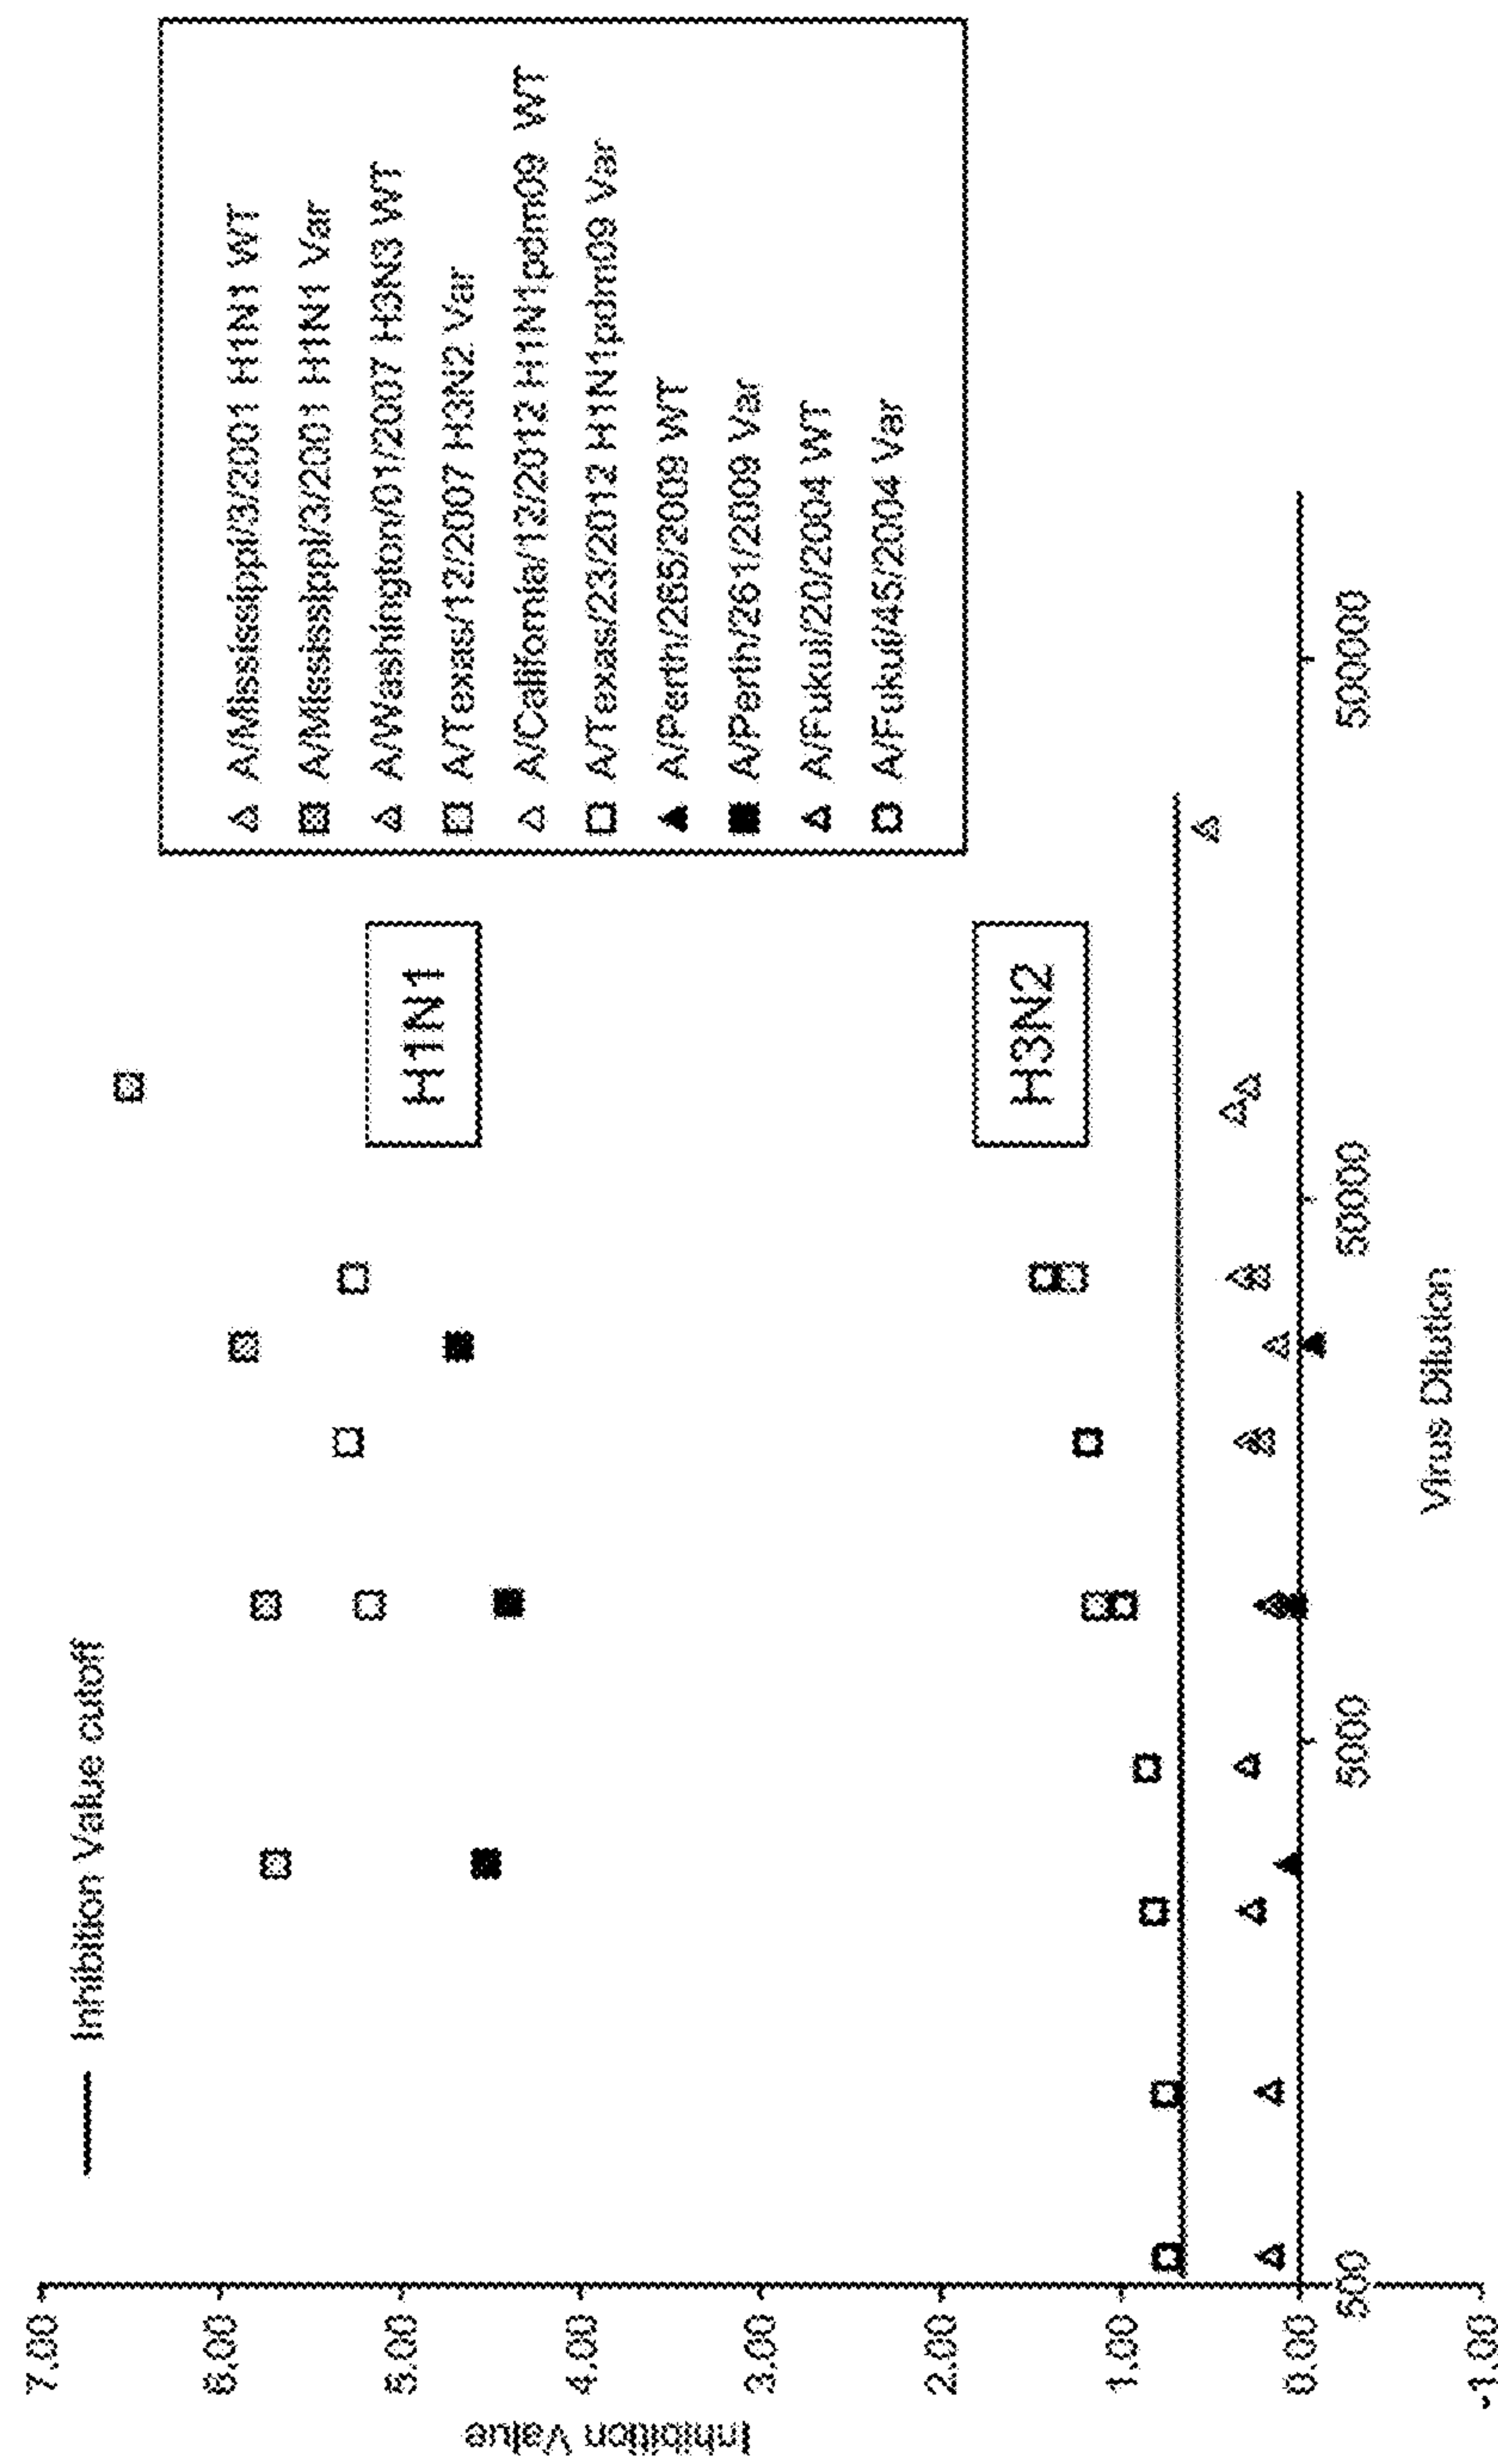 Inhibition Value cutoff
A/Mississippi/3/2001 H1N1 WT
A/Mississippi/3/2001 H1N1 Var
A/Washington/01/2007 H3N3 WT
A/Texas/12/2007 H3N2 Var
A/California/12/2012 H1N1pdm09 WT
A/Texas/23/2012 H1N1pdm09 Var
A/Perth/265/2009 WT
A/Perth/261/2009 Var
A/Fukui/20/2004 WT
A/Fukui/45/2004 Var
H1N1
H3N2
Inhibition Value
7.00
6.00
5.00
4.00
3.00
2.00
1.00
0.00
-1.00
500
5000
50000
500000
Virus Dilution